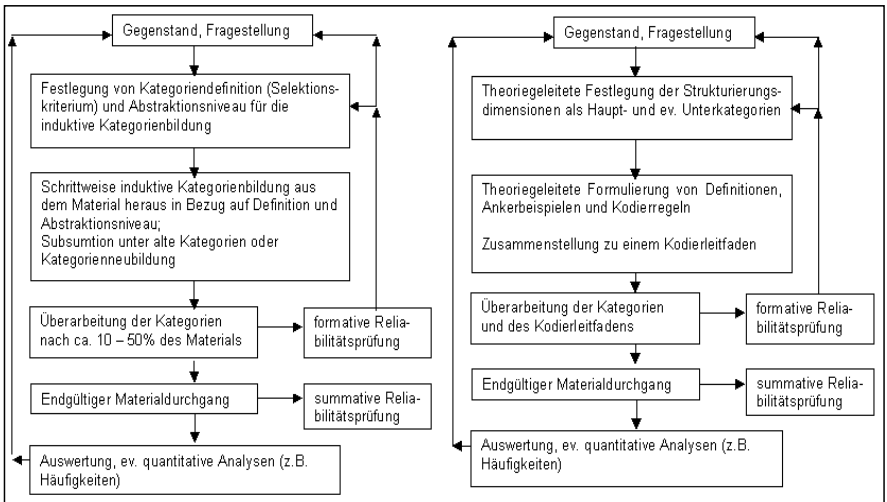 Gegenstand, Fragestellung
Festlegung von Kategoriendefinition (Selektions-
kriterium) und Abstraktionsniveau für die
induktive Kategorienbildung
Schrittweise induktive Kategorienbildung aus
dem Material heraus in Bezug auf Definition und
Abstraktionsniveau;
Subsumtion unter alte Kategorien oder
Kategorienneubildung
Überarbeitung der Kategorien
nach ca. 10 – 50% des Materials
formative Relia-
bilitätsprüfung
Endgültiger Materialdurchgang
summative Relia-
bilitätsprüfung
Auswertung, ev. quantitative Analysen (z.B.
Häufigkeiten)
Gegenstand, Fragestellung
Theoriegeleitete Festlegung der Strukturierungs-
dimensionen als Haupt- und ev. Unterkategorien
Theoriegeleitete Formulierung von Definitionen,
Ankerbeispielen und Kodierregeln
Zusammenstellung zu einem Kodierleitfaden
Überarbeitung der Kategorien
und des Kodierleitfadens
formative Relia-
bilitätsprüfung
Endgültiger Materialdurchgang
summative Relia-
bilitätsprüfung
Auswertung, ev. quantitative Analysen (z.B.
Häufigkeiten)